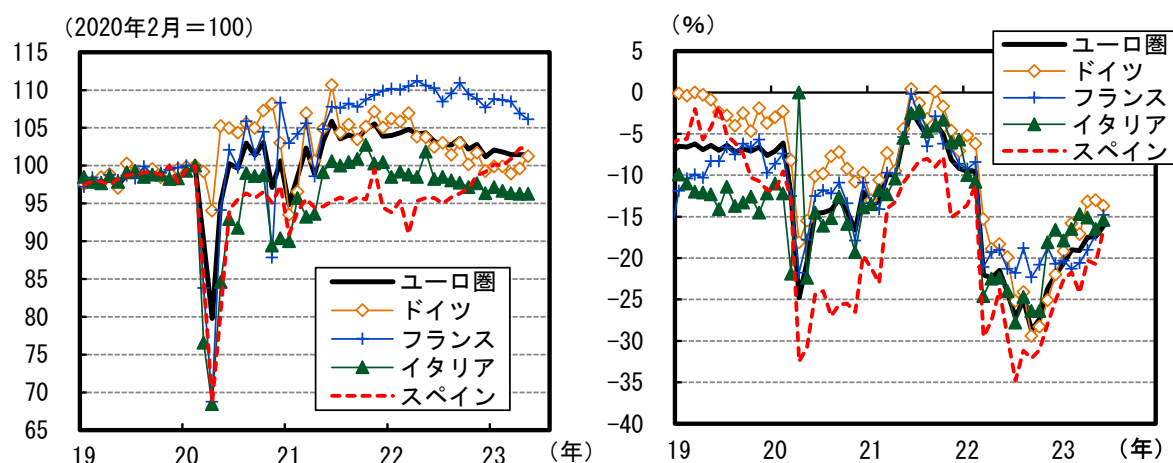 (2020年2月=100)
115
110
105
100
95
90
85
80
75
70
65
19 20 21 22 23 (年)
ユーロ圏
ドイツ
フランス
イタリア
スペイン
(%)
5
0
-5
-10
-15
-20
-25
-30
-35
-40
19 20 21 22 23 (年)
ユーロ圏
ドイツ
フランス
イタリア
スペイン